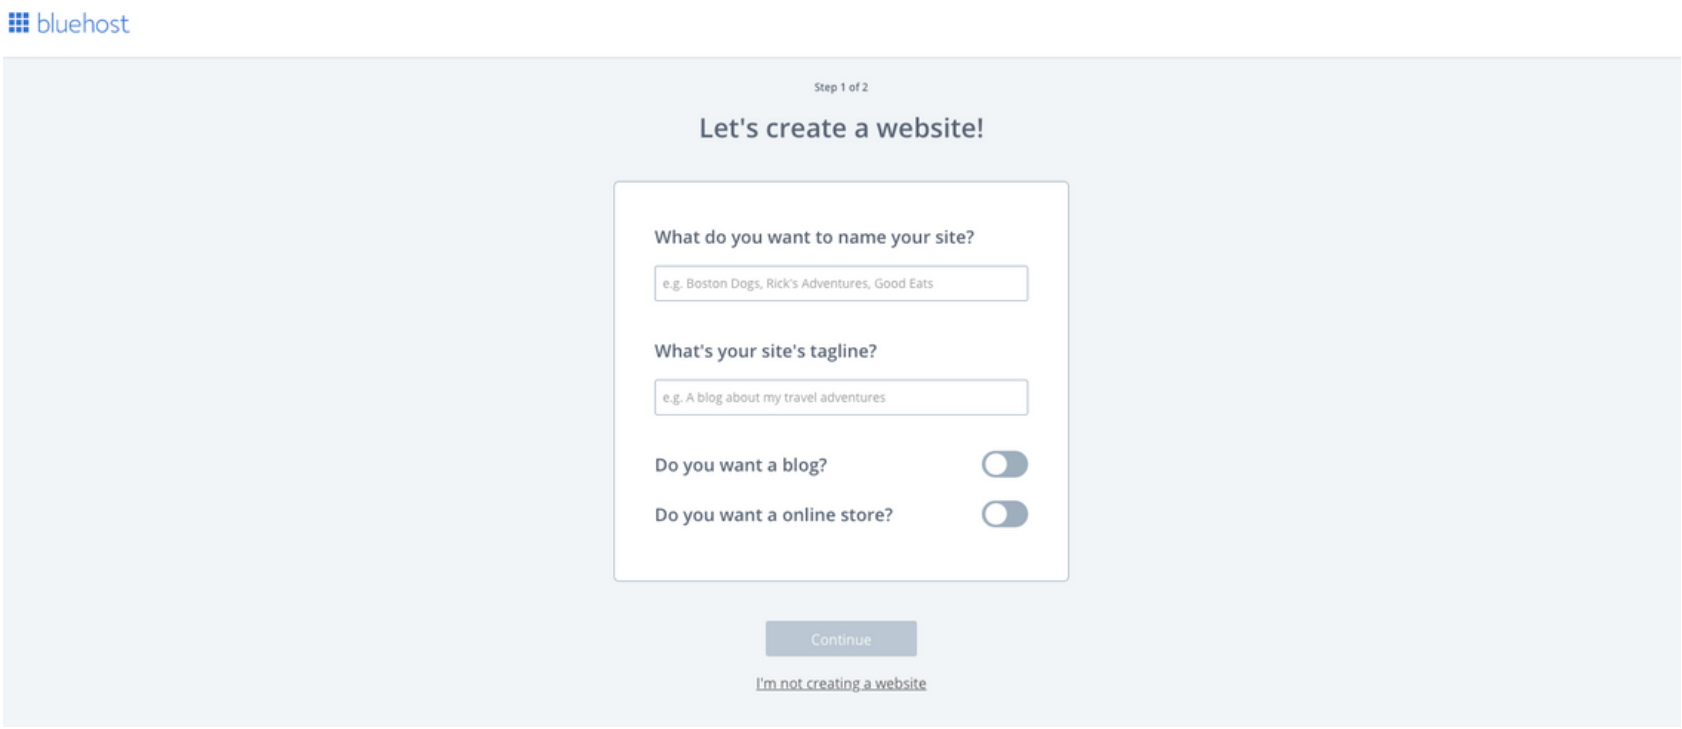 bluehost
Step 1 of 2
Let's create a website!
What do you want to name your site?
e.g. Boston Dogs, Rick's Adventures, Good Eats
What's your site's tagline?
e.g. A blog about my travel adventures
Do you want a blog?
Do you want a online store?
Continue
I'm not creating a website